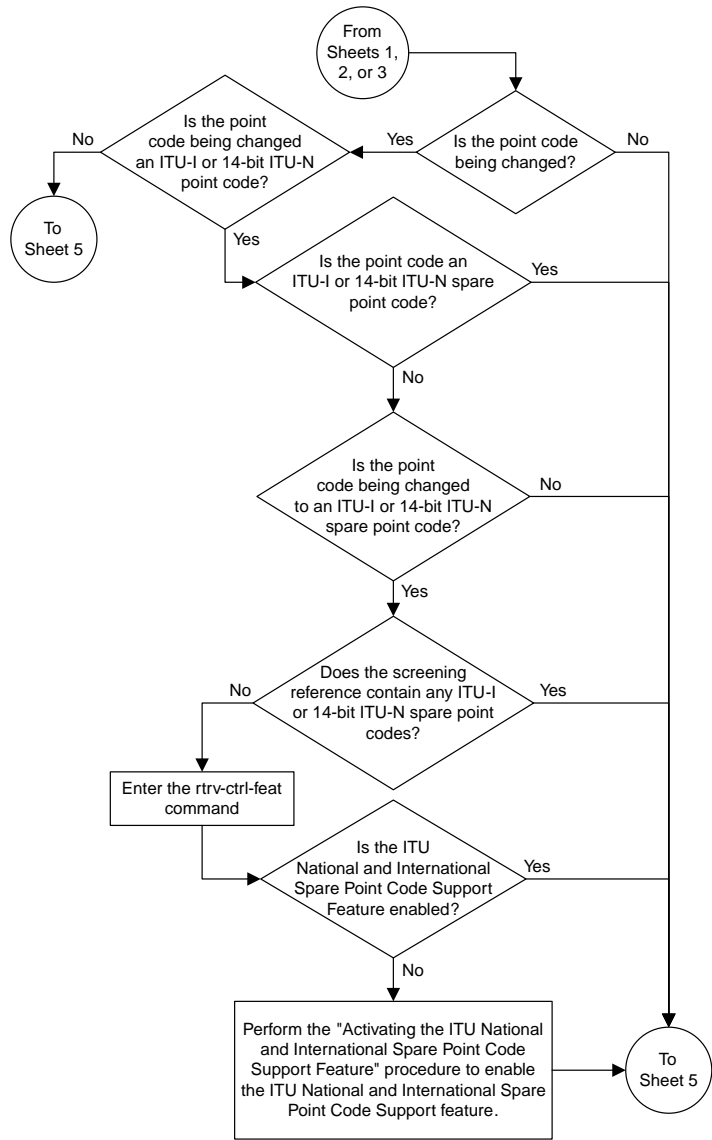 From
Sheets 1,
2, or 3
Is the point code
being changed?
Yes
No
Is the point
code being changed
an ITU-I or 14-bit ITU-N
point code?
No
To
Sheet 5
Yes
Is the point code an
ITU-I or 14-bit ITU-N spare
point code?
Yes
No
Is the point
code being changed
to an ITU-I or 14-bit ITU-N
spare point code?
No
Yes
Does the screening
reference contain any ITU-I
or 14-bit ITU-N spare point
codes?
No
Yes
Enter the rtrv-ctrl-feat
command
Is the ITU
National and International
Spare Point Code Support
Feature enabled?
Yes
No
Perform the "Activating the ITU National
and International Spare Point Code
Support Feature" procedure to enable
the ITU National and International Spare
Point Code Support feature.
To
Sheet 5